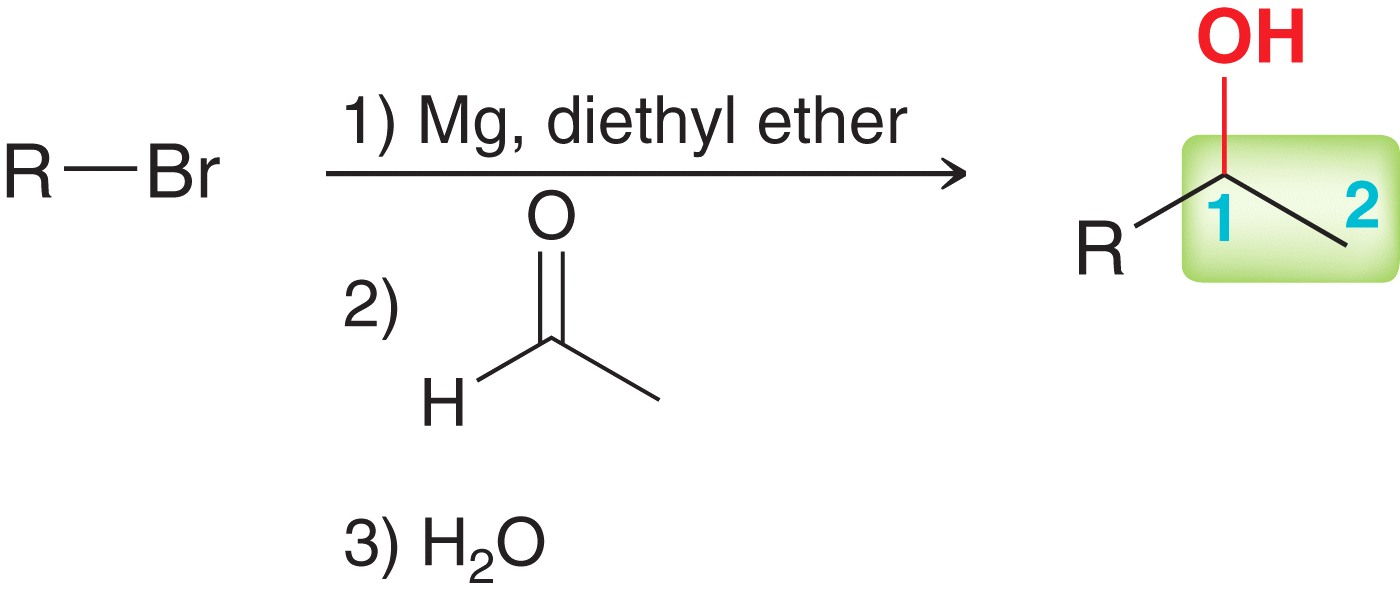 OH
1) Mg, diethyl ether
R—Br
O
1
2
R
2)
H
3) H₂O